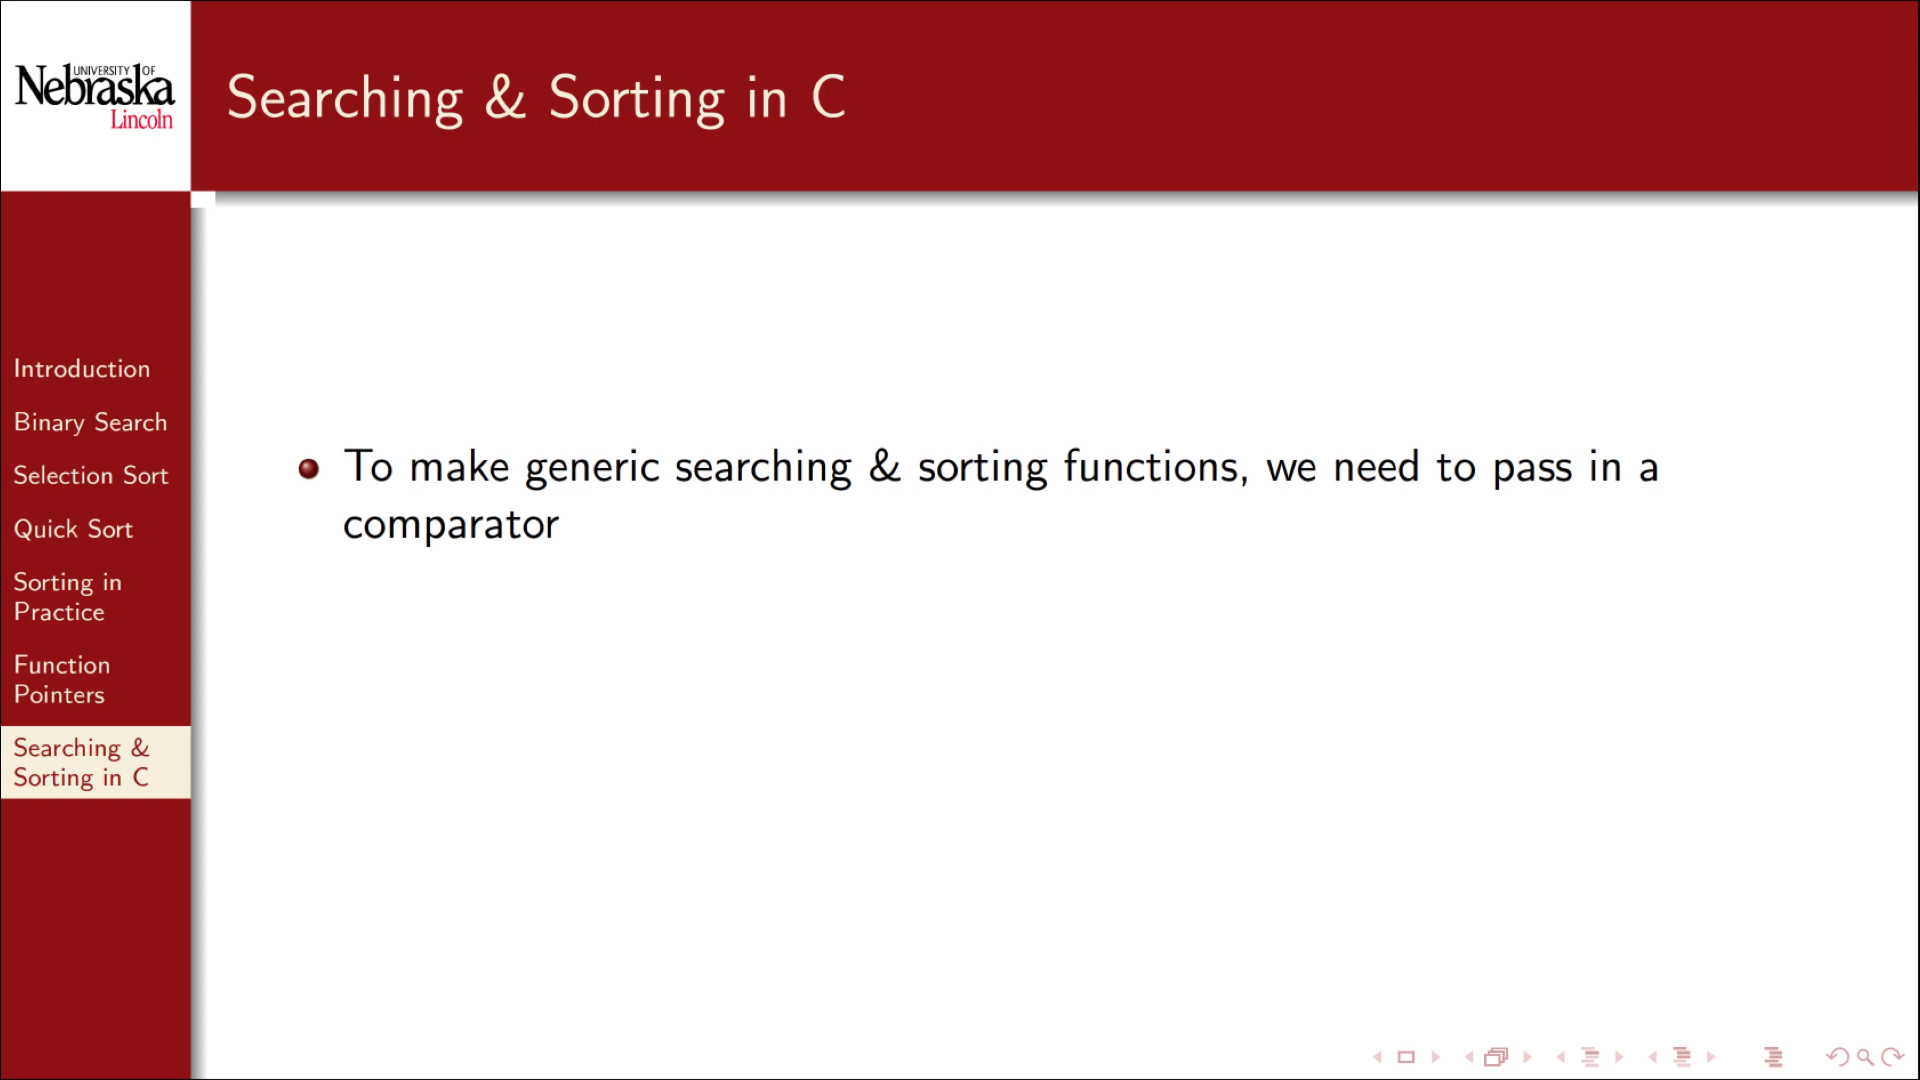 UNIVERSITY OF
Nebraska
Lincoln
Searching & Sorting in C
Introduction
Binary Search
Selection Sort
Quick Sort
Sorting in
Practice
Function
Pointers
Searching &
Sorting in C
To make generic searching & sorting functions, we need to pass in a
comparator